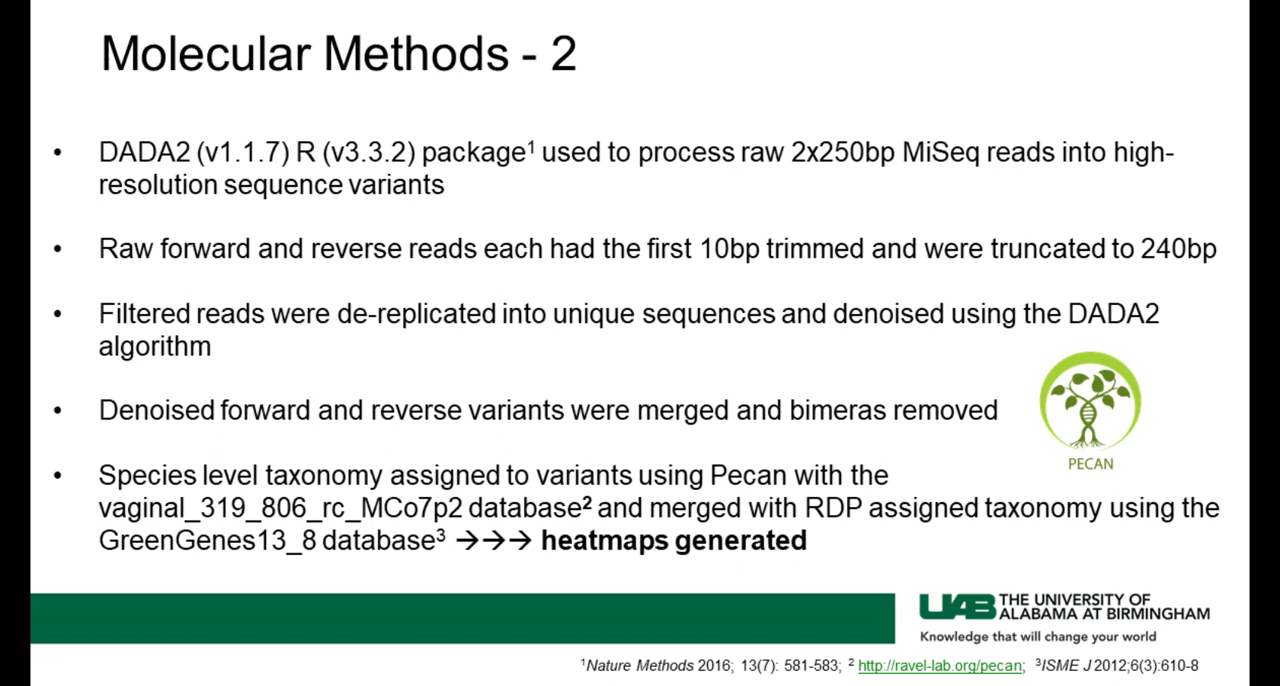 Molecular Methods - 2
• DADA2 (v1.1.7) R (v3.3.2) package¹ used to process raw 2x250bp MiSeq reads into high-
resolution sequence variants
• Raw forward and reverse reads each had the first 10bp trimmed and were truncated to 240bp
• Filtered reads were de-replicated into unique sequences and denoised using the DADA2
algorithm
• Denoised forward and reverse variants were merged and bimeras removed
PECAN
• Species level taxonomy assigned to variants using Pecan with the
vaginal_319_806_rc_MCo7p2 database² and merged with RDP assigned taxonomy using the
GreenGenes13_8 database³ →→→ heatmaps generated
UAB THE UNIVERSITY OF
ALABAMA AT BIRMINGHAM
Knowledge that will change your world
¹Nature Methods 2016; 13(7): 581-583; ² http://ravel-lab.org/pecan; ³ISME J 2012;6(3):610-8